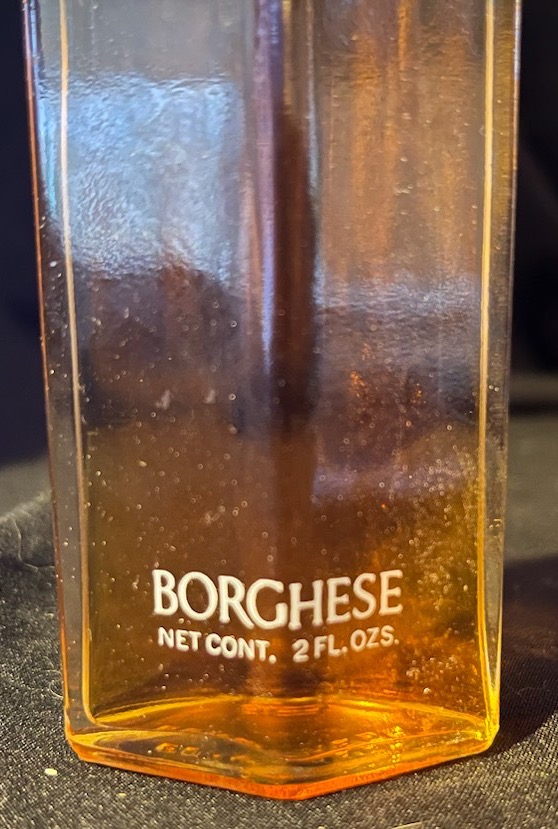 BORGHESE
NET CONT. 2 FL. OZS.